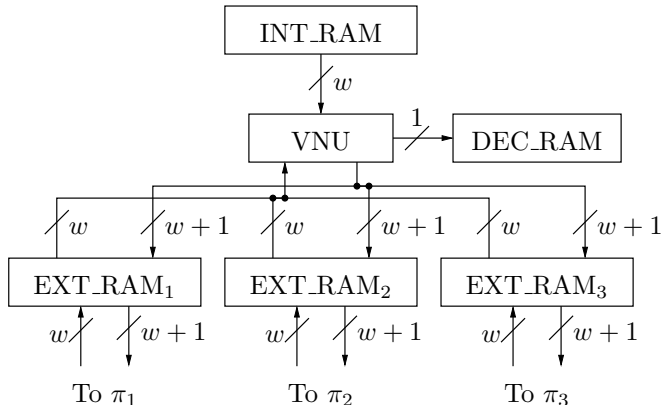 INT_RAM
w
VNU
1
DEC_RAM
w
w + 1
w
w + 1
w
w + 1
EXT_RAM₁
EXT_RAM₂
EXT_RAM₃
w
w + 1
w
w + 1
w
w + 1
To π₁
To π₂
To π₃